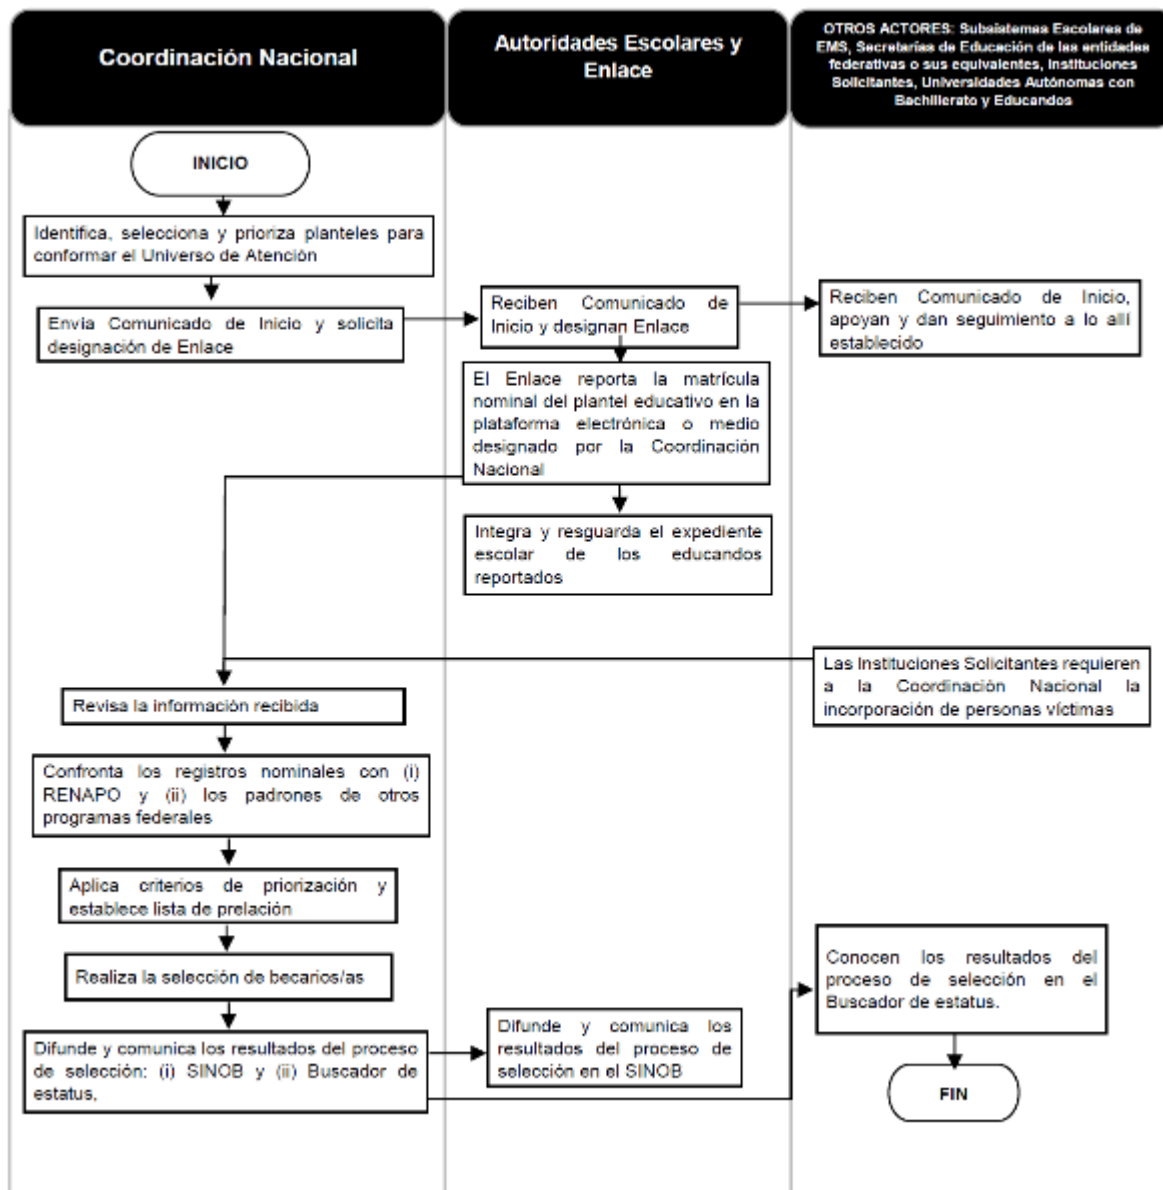 Coordinación Nacional
Autoridades Escolares y
Enlace
OTROS ACTORES: Subsistemas Escolares de
EMS, Secretarías de Educación de las entidades
federativas o sus equivalentes, Instituciones
Solicitantes, Universidades Autónomas con
Bachillerato y Educandos
INICIO
Identifica, selecciona y prioriza planteles para
conformar el Universo de Atención
Envía Comunicado de Inicio y solicita
designación de Enlace
Reciben Comunicado de
Inicio y designan Enlace
Reciben Comunicado de Inicio,
apoyan y dan seguimiento a lo allí
establecido
El Enlace reporta la matrícula
nominal del plantel educativo en la
plataforma electrónica o medio
designado por la Coordinación
Nacional
Integra y resguarda el expediente
escolar de los educandos
reportados
Las Instituciones Solicitantes requieren
a la Coordinación Nacional la
incorporación de personas víctimas
Revisa la información recibida
Confronta los registros nominales con (i)
RENAPO y (ii) los padrones de otros
programas federales
Aplica criterios de priorización y
establece lista de prelación
Realiza la selección de becarios/as
Difunde y comunica los resultados del proceso
de selección: (i) SINOB y (ii) Buscador de
estatus,
Difunde y comunica los
resultados del proceso de
selección en el SINOB
Conocen los resultados del
proceso de selección en el
Buscador de estatus.
FIN